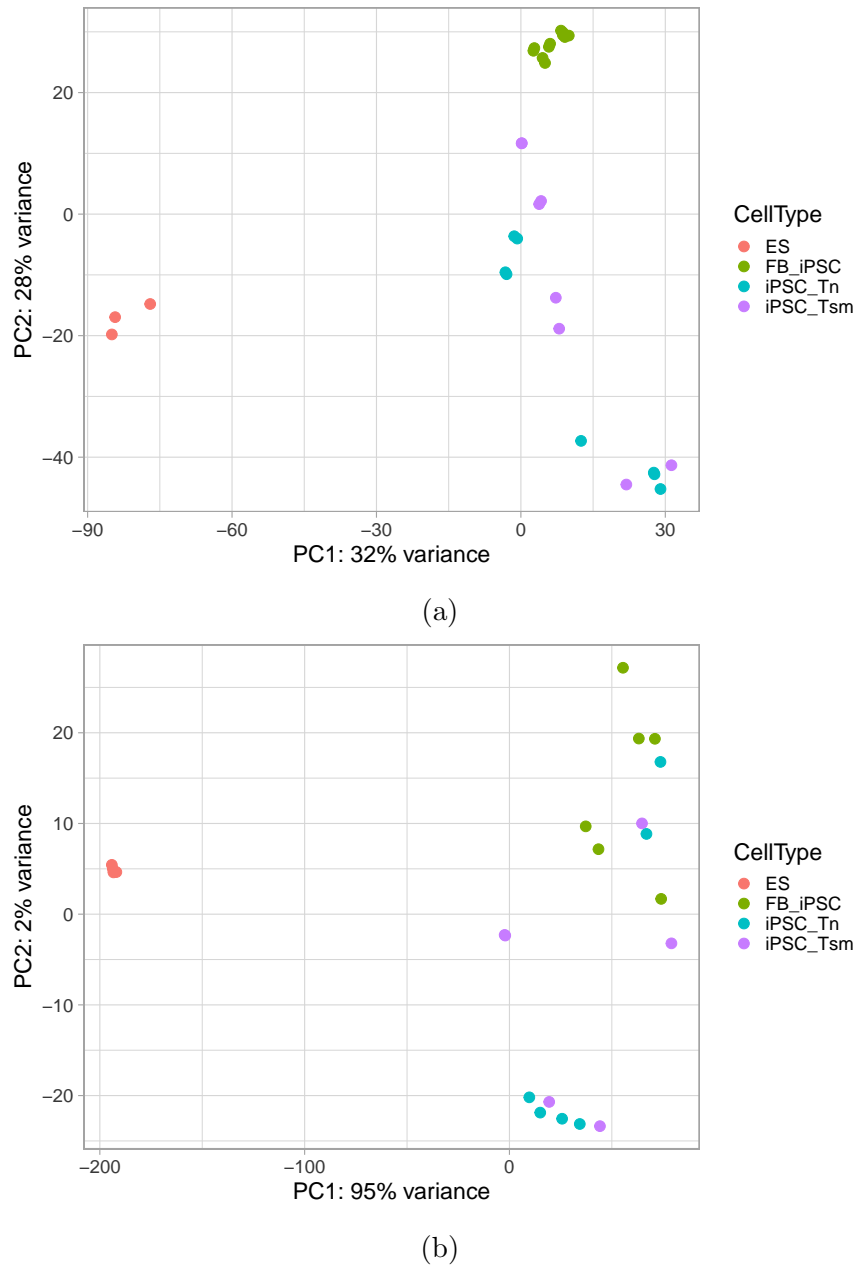 20
0
−20
−40
−90
−60
−30
0
30
PC2: 28% variance
PC1: 32% variance
CellType
ES
FB_iPSC
iPSC_Tn
iPSC_Tsm
(a)
20
10
0
−10
−20
−200
−100
0
PC2: 2% variance
PC1: 95% variance
CellType
ES
FB_iPSC
iPSC_Tn
iPSC_Tsm
(b)